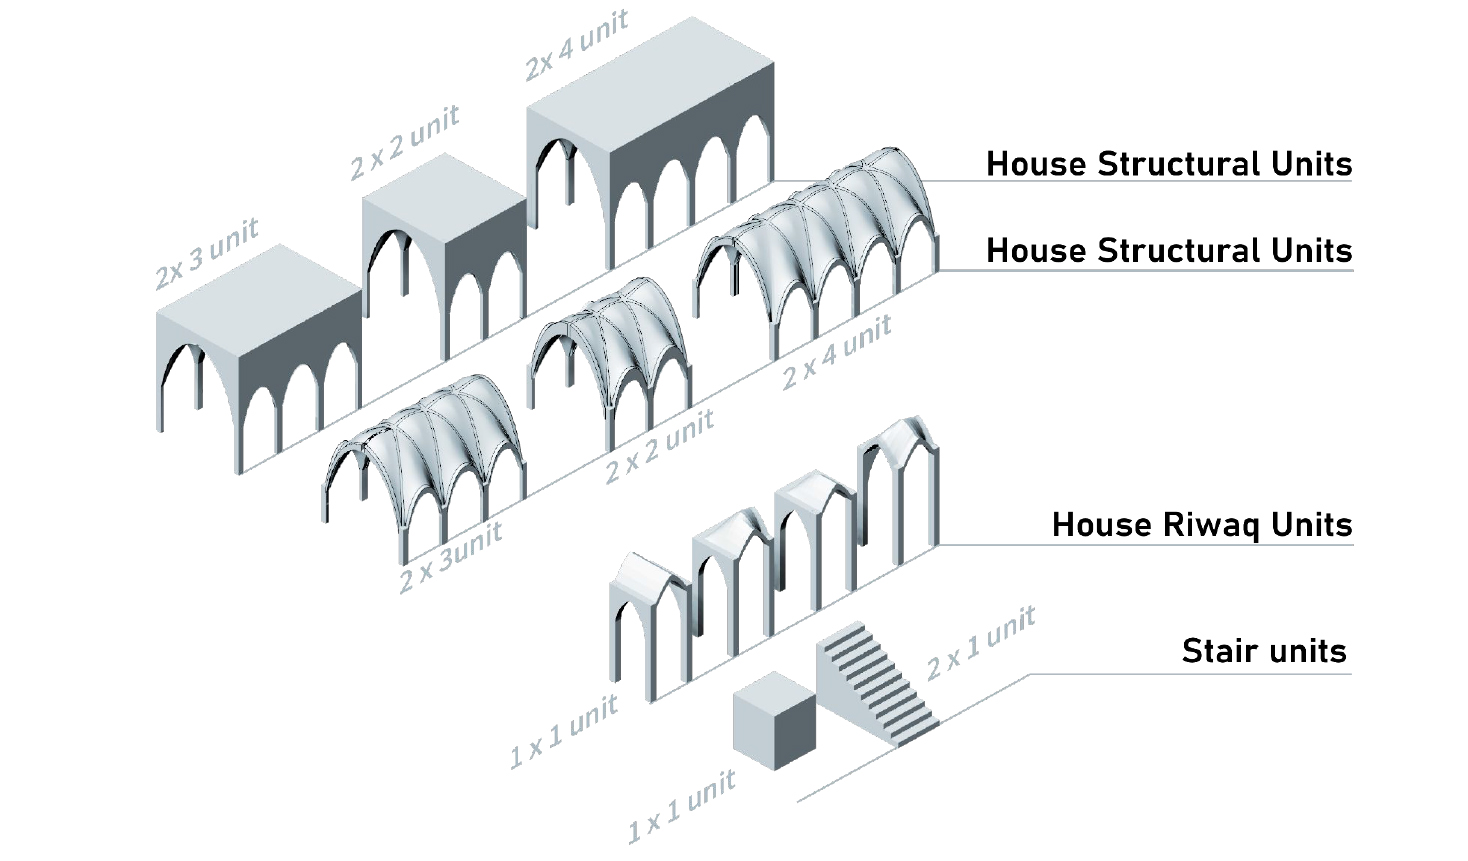 2x 4 unit
2 x 2 unit
2x 3 unit
House Structural Units
House Structural Units
2 x 4 unit
2 x 2 unit
2 x 3unit
House Riwaq Units
1 x 1 unit
Stair units
2 x 1 unit
1 x 1 unit